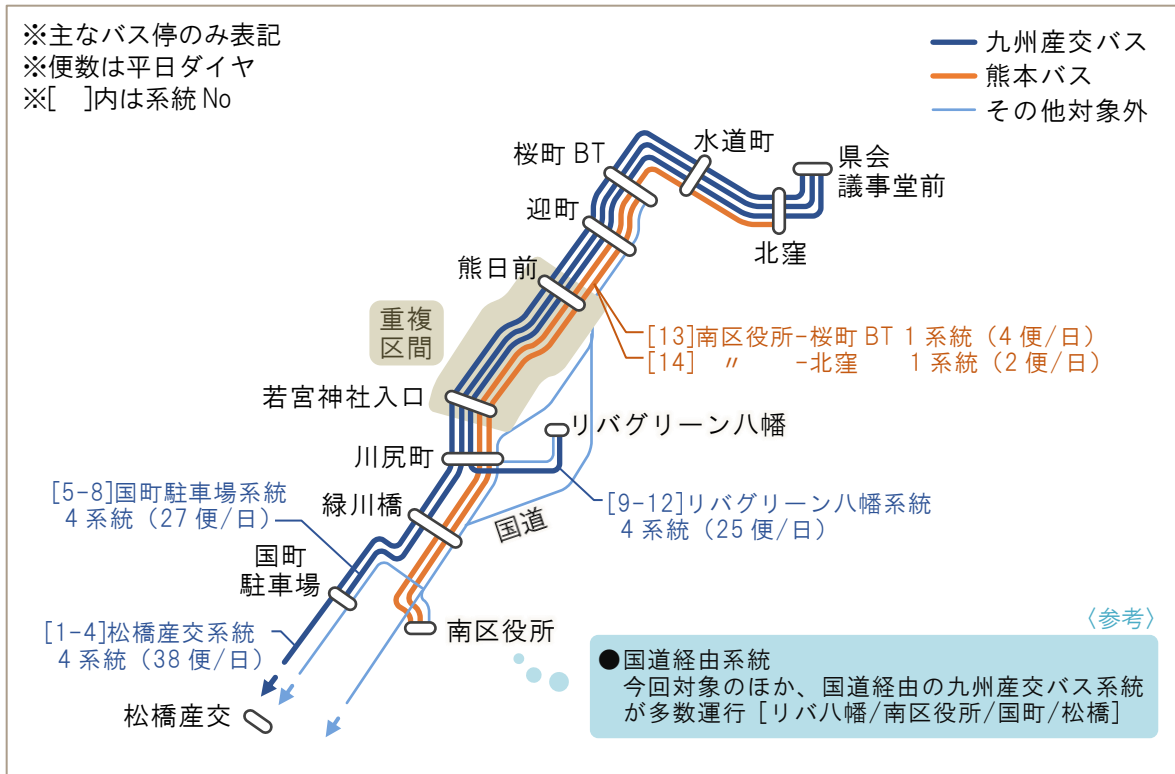 ※主なバス停のみ表記
※便数は平日ダイヤ
※[　]内は系統No
九州産交バス
熊本バス
その他対象外
桜町BT
水道町
県会
議事堂前
迎町
北窪
熊日前
重複
区間
[13]南区役所-桜町BT 1系統（4便/日）
[14]　〃　-北窪　1系統（2便/日）
若宮神社入口
リバグリーン八幡
川尻町
[5-8]国町駐車場系統
4系統（27便/日）
緑川橋
国道
[9-12]リバグリーン八幡系統
4系統（25便/日）
国町
駐車場
[1-4]松橋産交系統
4系統（38便/日）
南区役所
松橋産交
〈参考〉
●国道経由系統
今回対象のほか、国道経由の九州産交バス系統
が多数運行［リバ八幡/南区役所/国町/松橋］